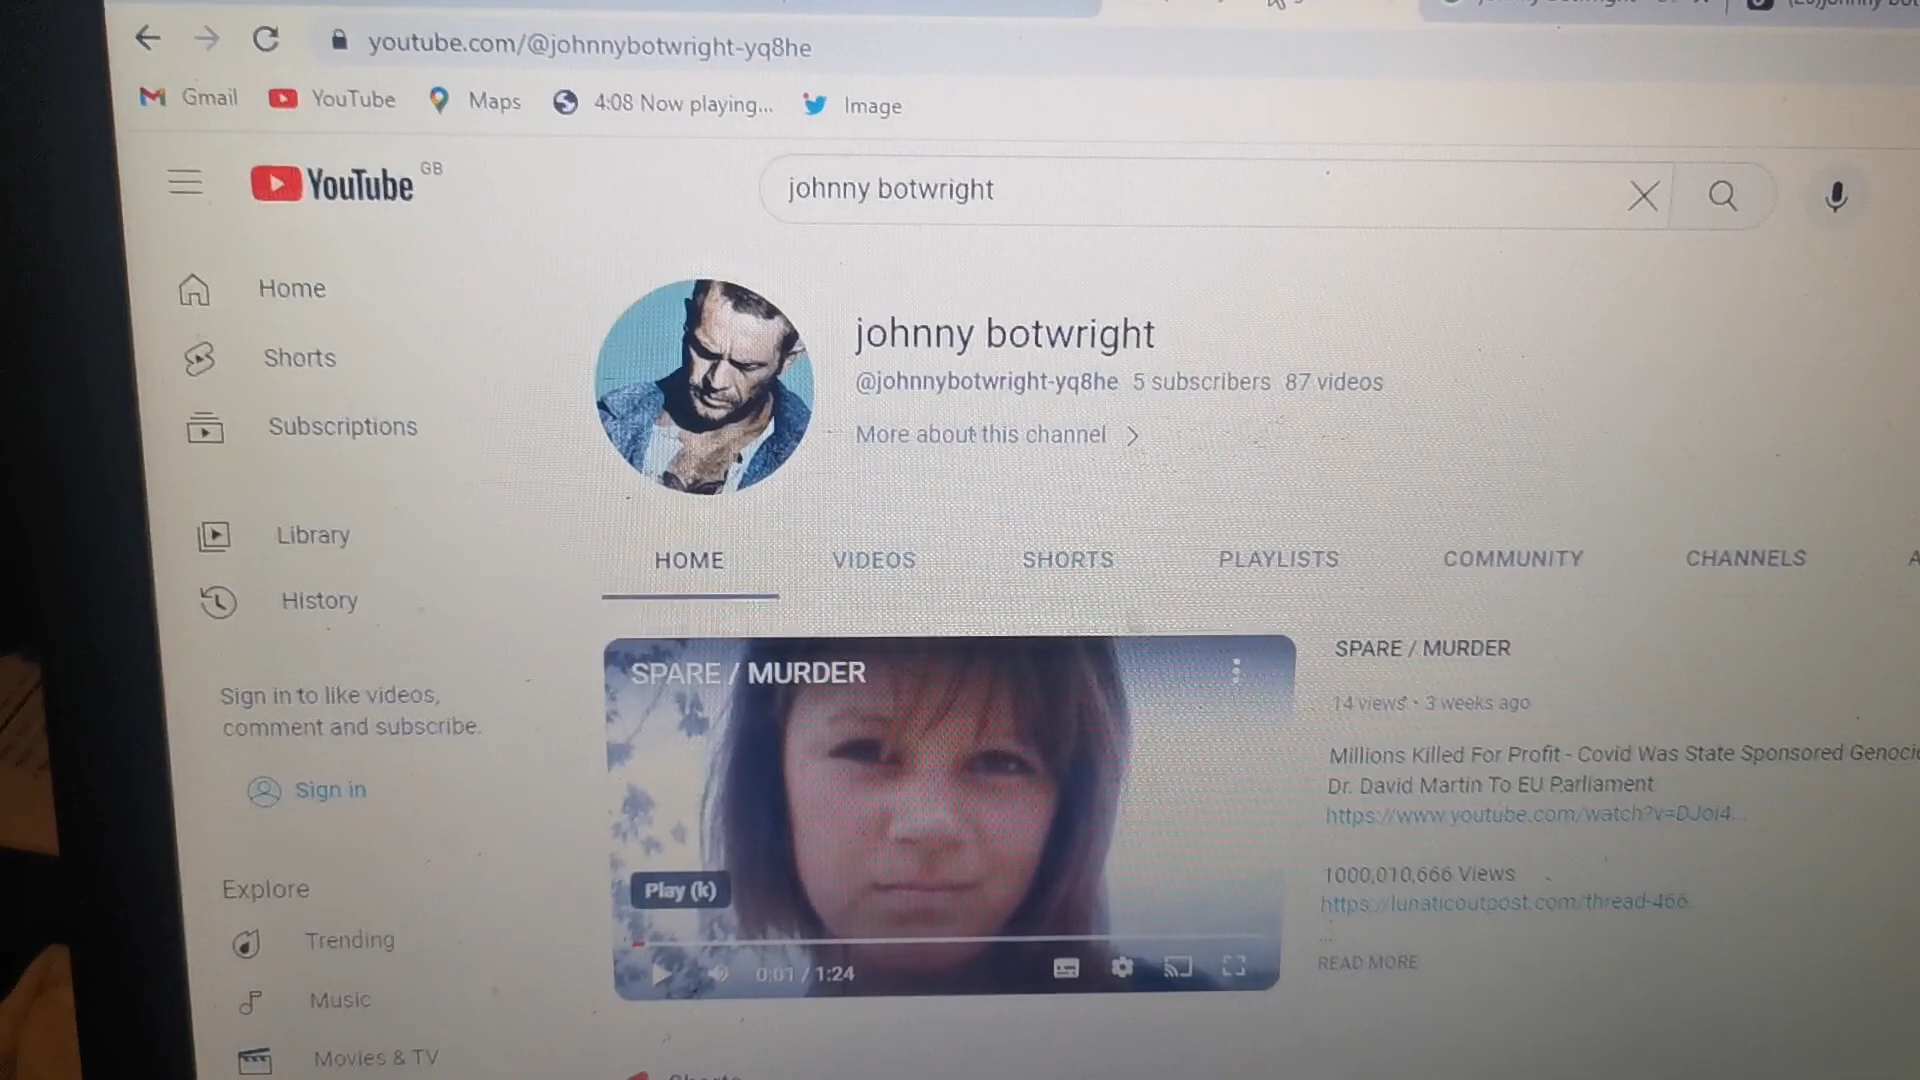 youtube.com/@johnnybotwright-yq8he
Gmail YouTube Maps 4:08 Now playing... Image
YouTube GB
johnny botwright
Home
Shorts
Subscriptions
Library
History
Sign in to like videos,
comment and subscribe.
Sign in
Explore
Trending
Music
Movies & TV
johnny botwright
@johnnybotwright-yq8he 5 subscribers 87 videos
More about this channel
HOME VIDEOS SHORTS PLAYLISTS COMMUNITY CHANNELS
SPARE / MURDER
Play (k)
0:01 / 1:24
SPARE / MURDER
14 views • 3 weeks ago
Millions Killed For Profit - Covid Was State Sponsored
Dr. David Martin To EU Parliament
https://www.youtube.com/watch?v=DJoi4...
1000,010,666 Views
https://lunaticoutpost.com/thread-466...
...
READ MORE